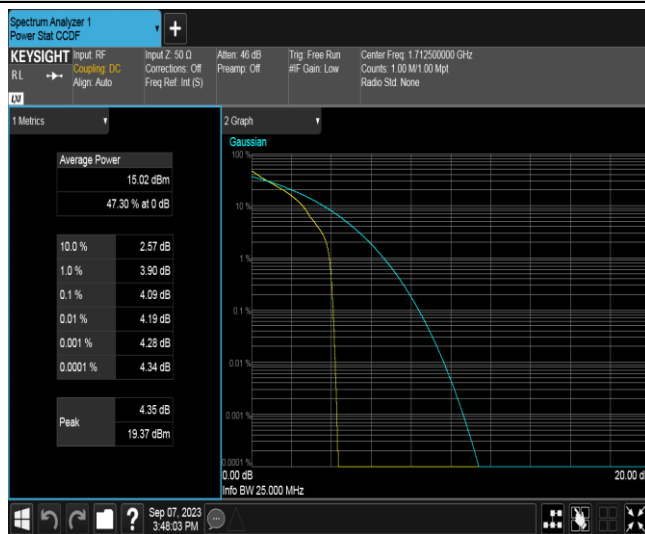 Spectrum Analyzer 1
Power Stat CCDF
+
KEYSIGHT
RL
LXI
Input: RF
Coupling: DC
Align: Auto
Input Z: 50 Ω
Corrections: Off
Freq Ref: Int (S)
Atten: 46 dB
Preamp: Off
Trig: Free Run
#IF Gain: Low
Center Freq: 1.712500000 GHz
Counts: 1.00 M/1.00 Mpt
Radio Std: None
1 Metrics
Average Power
15.02 dBm
47.30 % at 0 dB
10.0 % 2.57 dB
1.0 % 3.90 dB
0.1 % 4.09 dB
0.01 % 4.19 dB
0.001 % 4.28 dB
0.0001 % 4.34 dB
Peak
4.35 dB
19.37 dBm
2 Graph
Gaussian
100 %
10 %
1 %
0.1 %
0.01 %
0.001 %
0.0001 %
0.00 dB
20.00 d
Info BW 25.000 MHz
?
Sep 07, 2023
3:48:03 PM